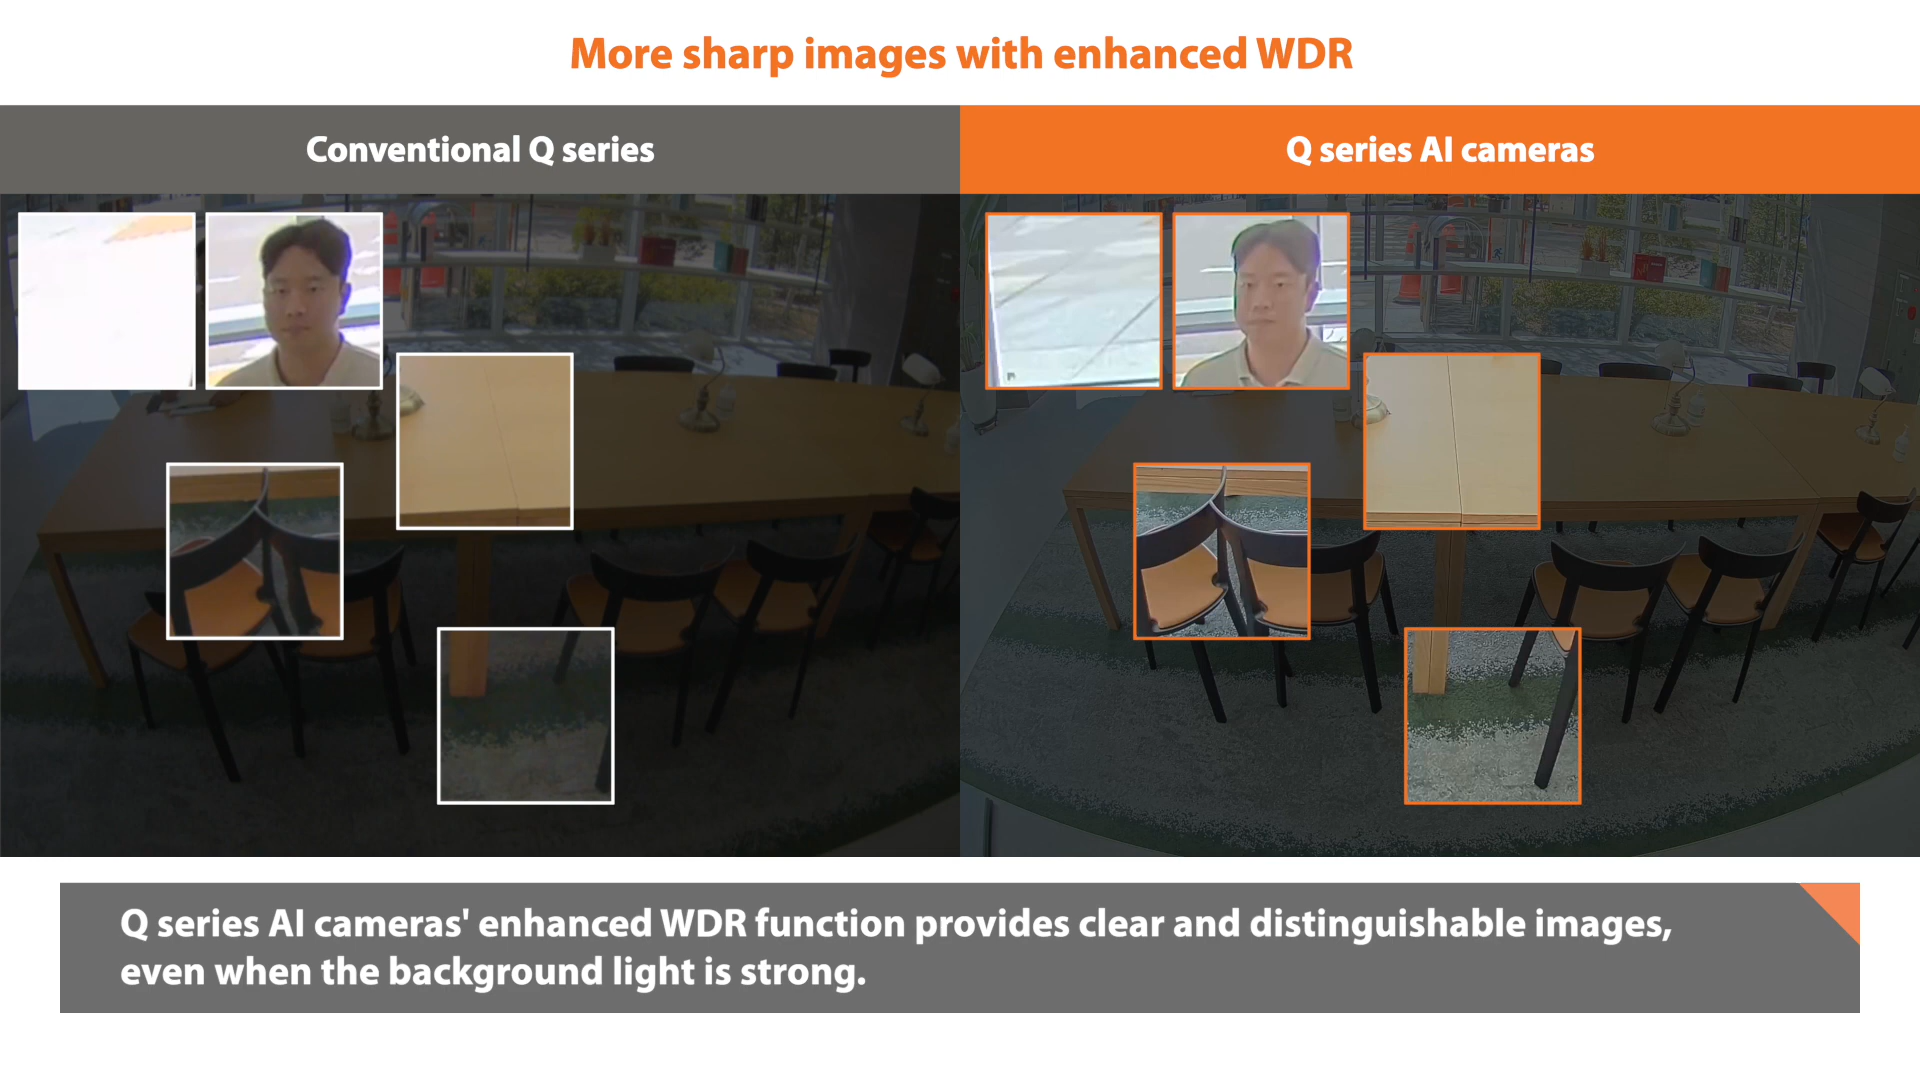 More sharp images with enhanced WDR
Conventional Q series
Q series AI cameras
Q series AI cameras' enhanced WDR function provides clear and distinguishable images,
even when the background light is strong.